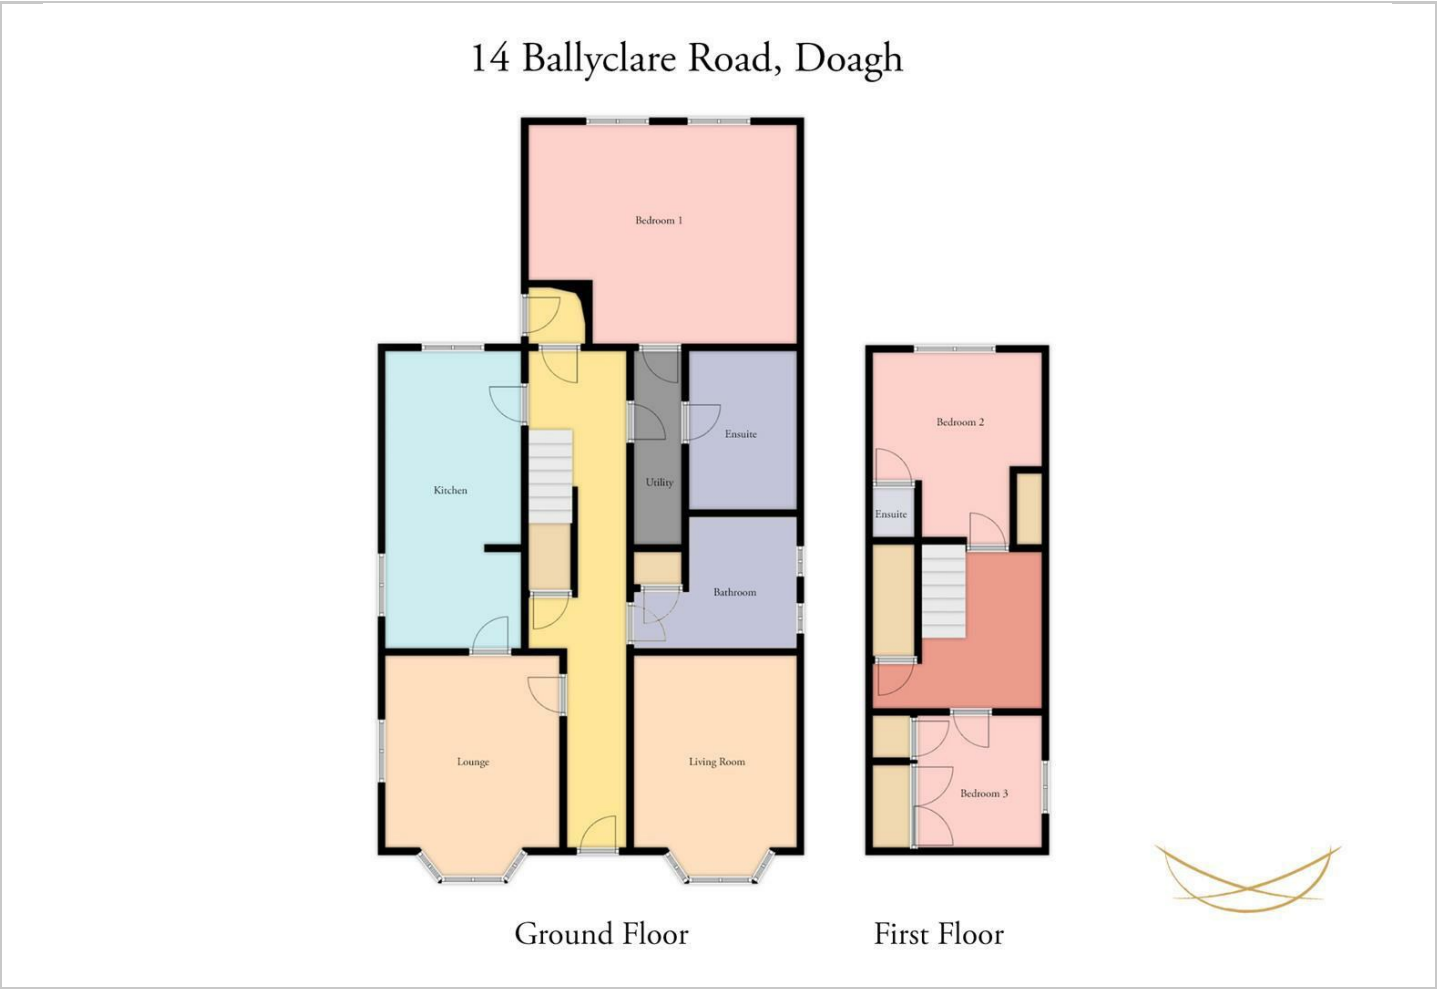 14 Ballyclare Road, Doagh
Bedroom 1
Kitchen
Utility
Ensuite
Bathroom
Lounge
Living Room
Ground Floor
Bedroom 2
Ensuite
Bedroom 3
First Floor